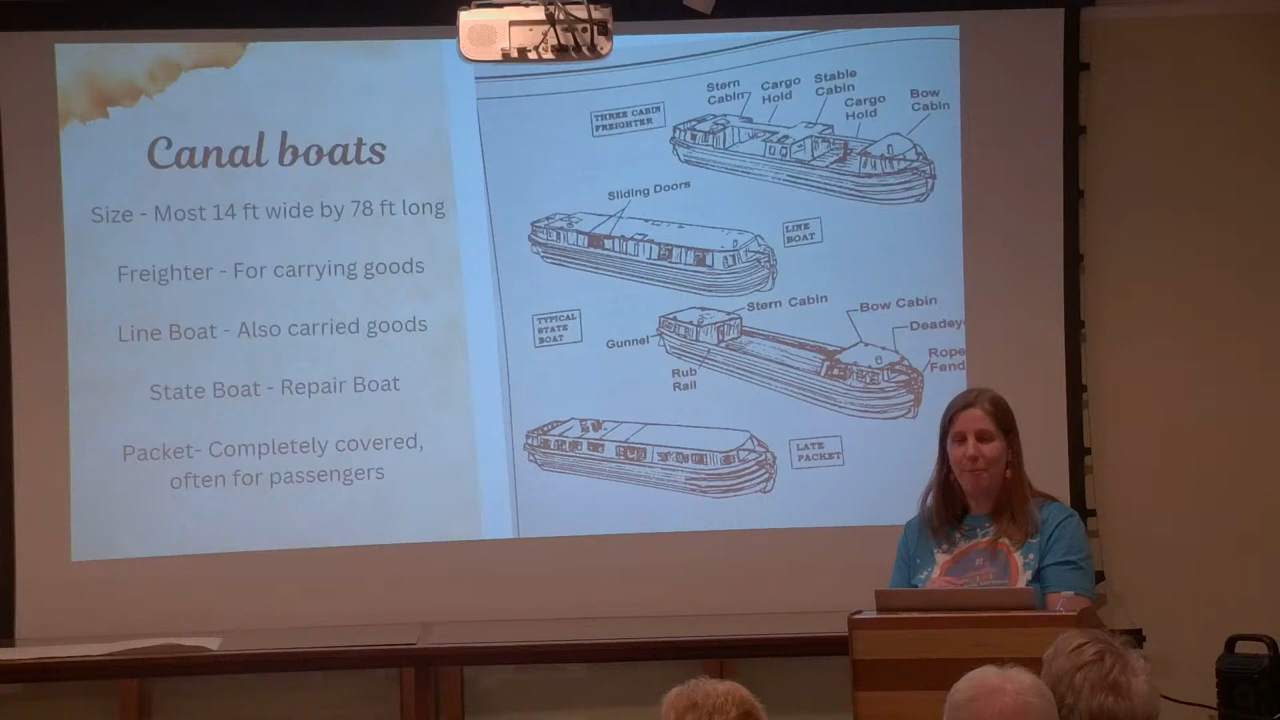 Canal boats
Size - Most 14 ft wide by 78 ft long
Freighter - For carrying goods
Line Boat - Also carried goods
State Boat - Repair Boat
Packet- Completely covered,
often for passengers
THREE CABIN
FREIGHTER
Stern
Cabin
Cargo
Hold
Stable
Cabin
Cargo
Hold
Bow
Cabin
Sliding Doors
LINE
BOAT
TYPICAL
STATE
BOAT
Stern Cabin
Bow Cabin
Gunnel
Deadey
Rub
Rail
Rope
Fend
LATE
PACKET